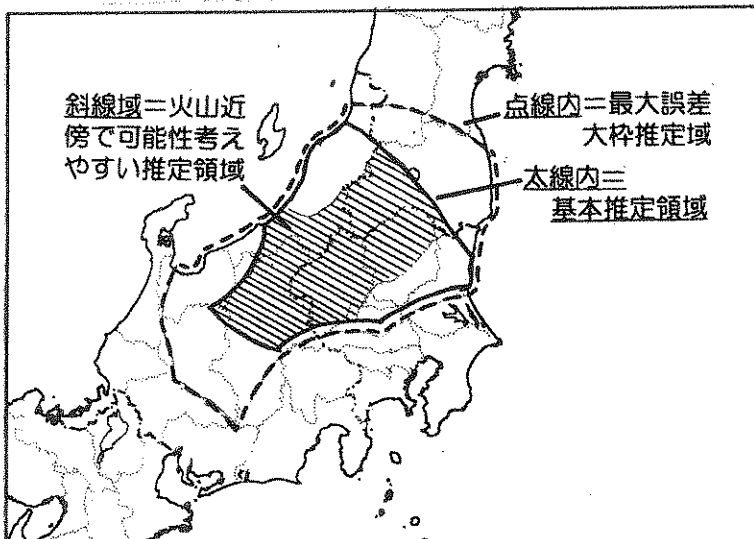 斜線域＝火山近
傍で可能性考え
やすい推定領域
点線内＝最大誤差
大枠推定域
太線内＝
基本推定領域